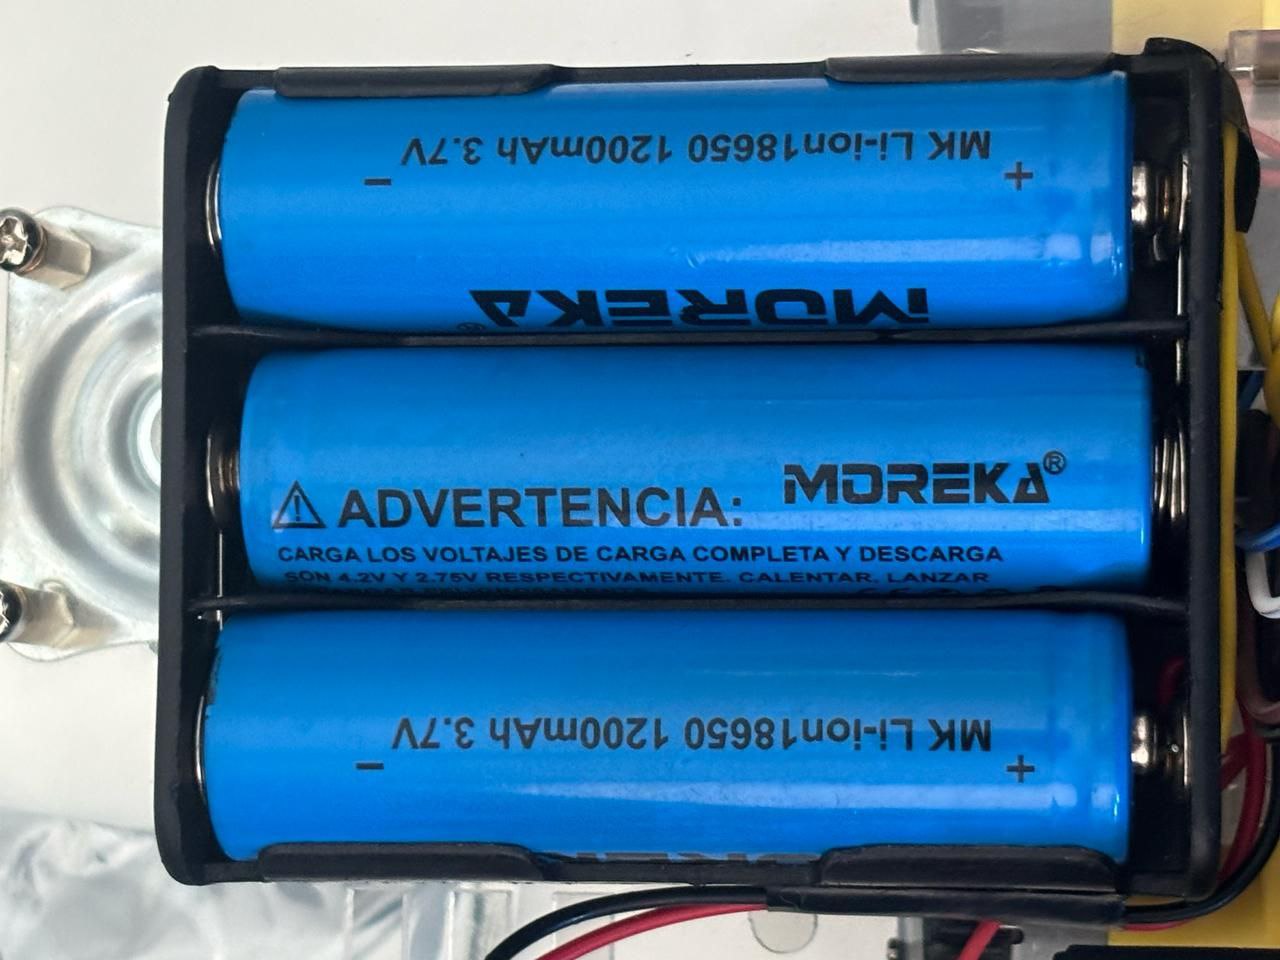 MK Li-ion18650 1200mAh 3.7V
+ −
MOREKA®
⚠ ADVERTENCIA: MOREKA®
CARGA LOS VOLTAJES DE CARGA COMPLETA Y DESCARGA
SON 4.2V Y 2.75V RESPECTIVAMENTE. CALENTAR, LANZAR
MK Li-ion18650 1200mAh 3.7V
+ −